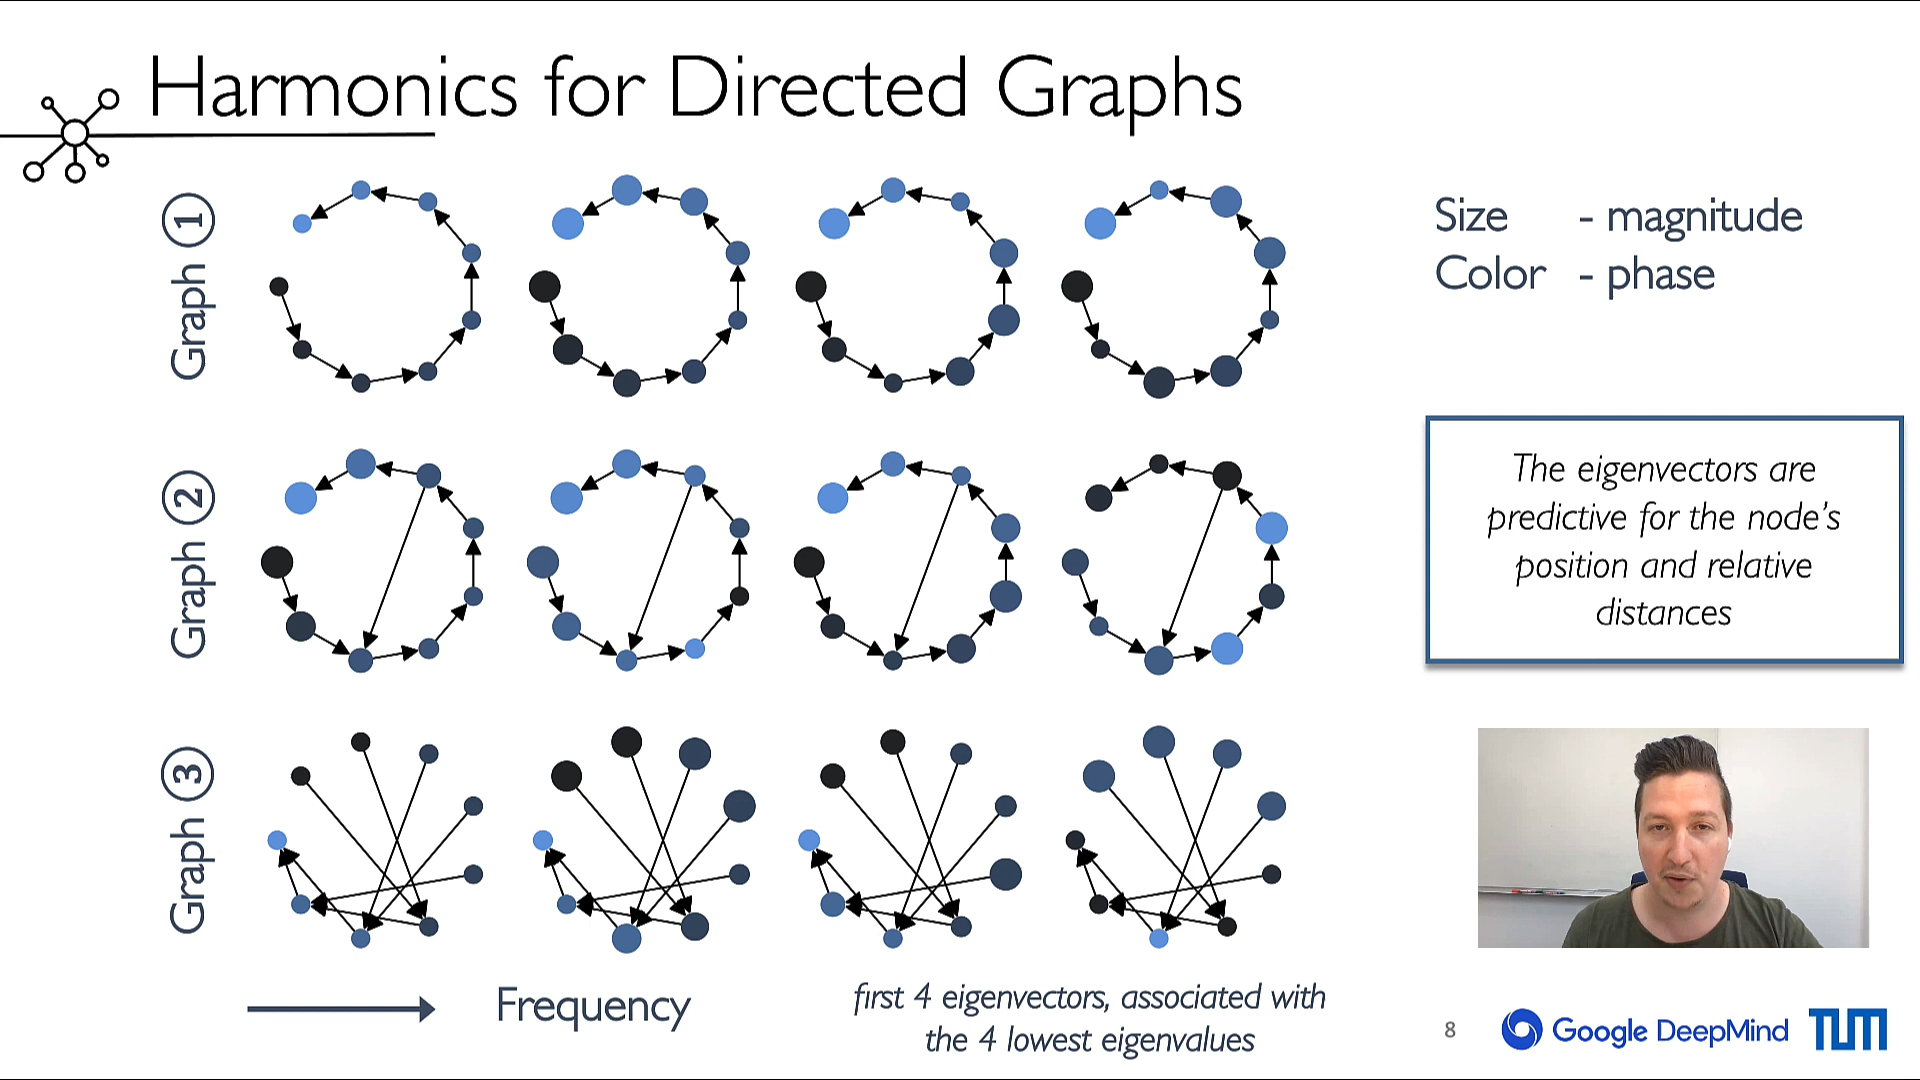 Harmonics for Directed Graphs
Graph 1
Graph 2
Graph 3
Size - magnitude
Color - phase
The eigenvectors are
predictive for the node's
position and relative
distances
Frequency
first 4 eigenvectors, associated with
the 4 lowest eigenvalues
8
Google DeepMind
TUM